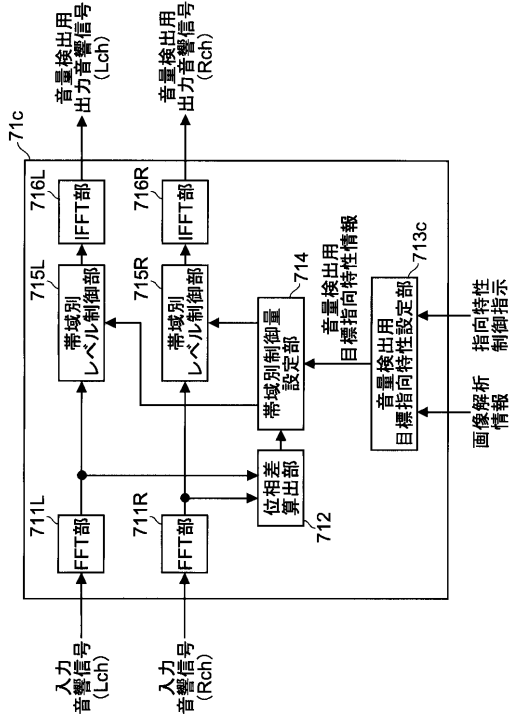 71c
入力
音響信号
(Lch)
711L
FFT部
715L
帯域別
レベル制御部
716L
IFFT部
音量検出用
出力音響信号
(Lch)
入力
音響信号
(Rch)
711R
FFT部
715R
帯域別
レベル制御部
716R
IFFT部
音量検出用
出力音響信号
(Rch)
位相差
算出部
712
帯域別制御量
設定部
714
音量検出用
目標指向特性情報
音量検出用
目標指向特性設定部
713c
画像解析
情報
指向特性
制御指示